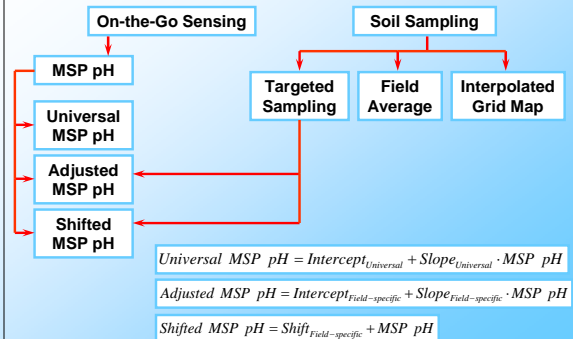 On-the-Go Sensing
Soil Sampling
MSP pH
Targeted
Sampling
Field
Average
Interpolated
Grid Map
Universal
MSP pH
Adjusted
MSP pH
Shifted
MSP pH
Universal MSP pH = Intercept_Universal + Slope_Universal · MSP pH
Adjusted MSP pH = Intercept_Field−specific + Slope_Field−specific · MSP pH
Shifted MSP pH = Shift_Field−specific + MSP pH